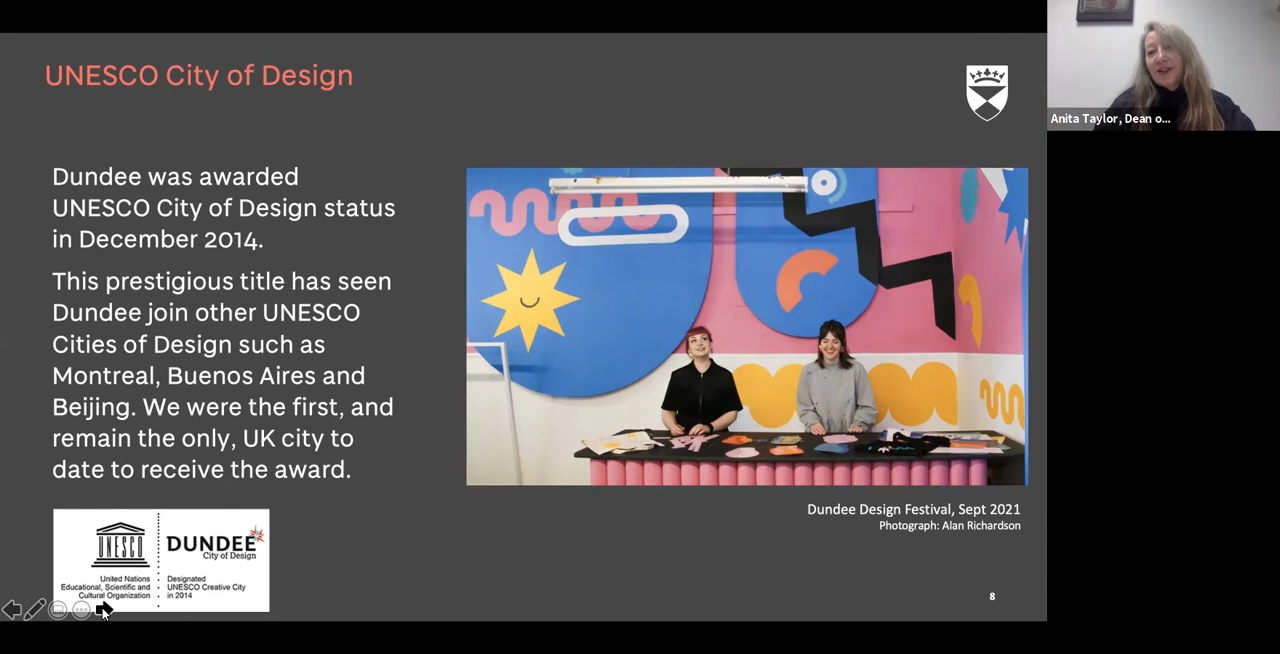 UNESCO City of Design
Dundee was awarded
UNESCO City of Design status
in December 2014.
This prestigious title has seen
Dundee join other UNESCO
Cities of Design such as
Montreal, Buenos Aires and
Beijing. We were the first, and
remain the only, UK city to
date to receive the award.
Dundee Design Festival, Sept 2021
Photograph: Alan Richardson
UNESCO
United Nations
Educational, Scientific and
Cultural Organization
DUNDEE
City of Design
Designated
UNESCO Creative City
in 2014
8
Anita Taylor, Dean o...